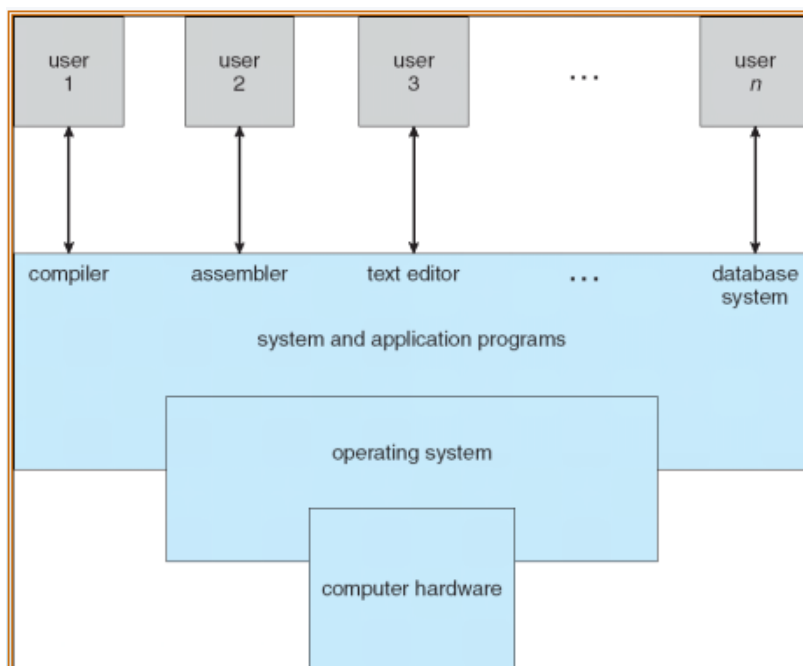 user
1
user
2
user
3
...
user
n
compiler
assembler
text editor
...
database
system
system and application programs
operating system
computer hardware